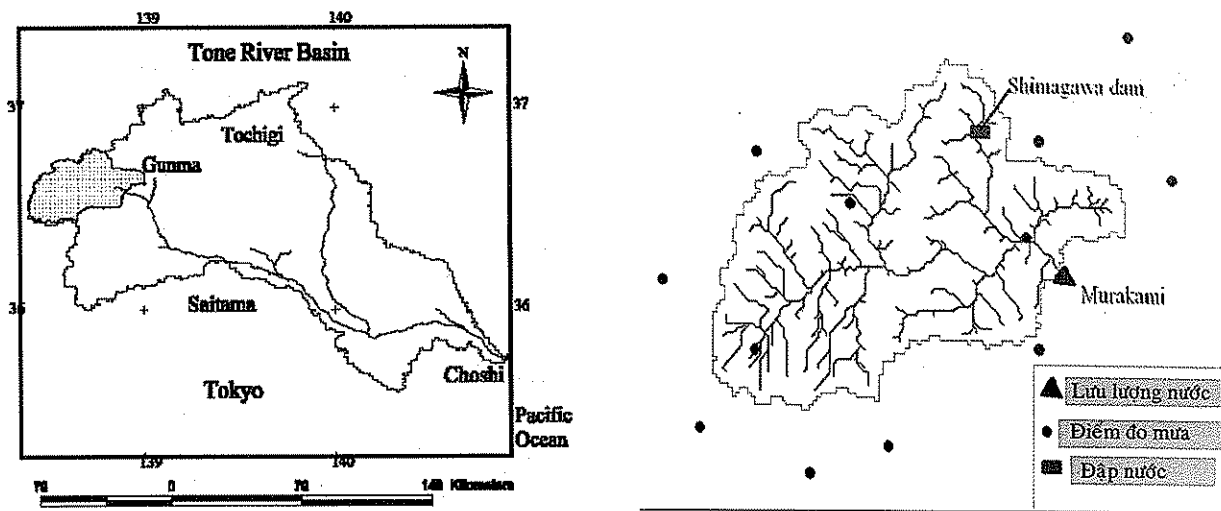 139
140
Tone River Basin
N
37
37
Tochigi
Gunma
36
36
Saitama
Tokyo
Choshi
Pacific
Ocean
139
140
70
0
70
140 Kilometers
Shimagawa dam
Murakami
Lưu lượng nước
Điểm đo mưa
Đập nước